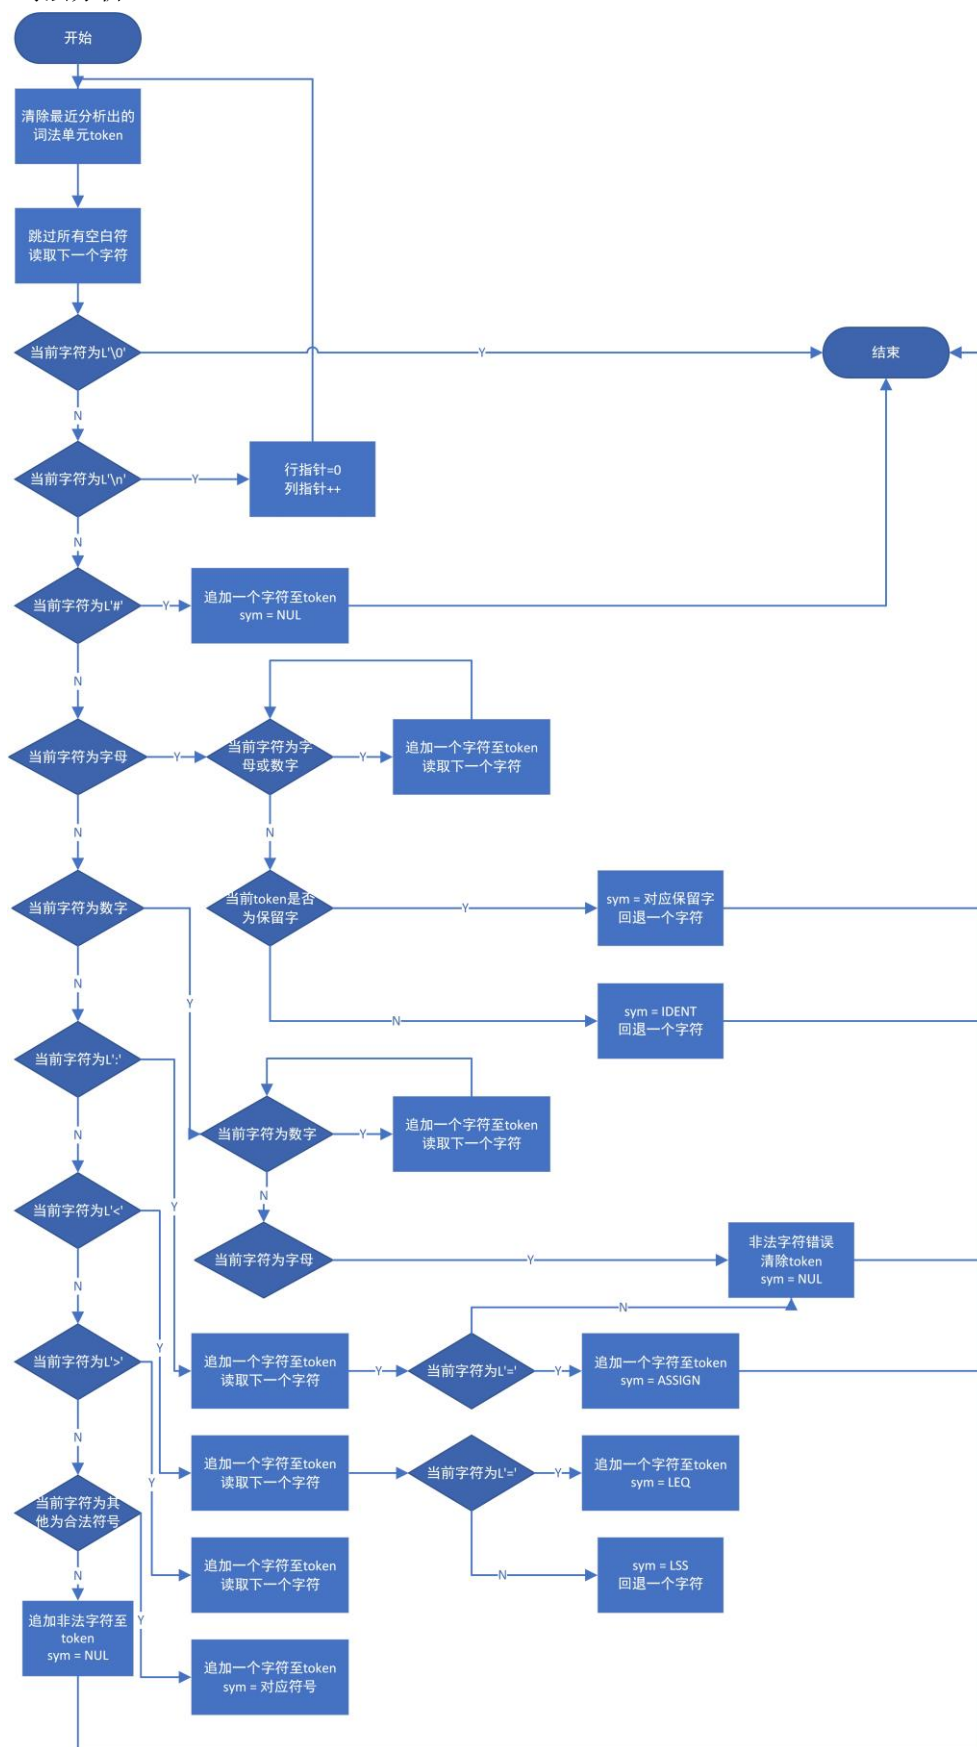 开始
清除最近分析出的
词法单元token
跳过所有空白符
读取下一个字符
当前字符为L'\0'
Y
结束
N
当前字符为L'\n'
Y
行指针=0
列指针++
N
当前字符为L'#'
Y
追加一个字符至token
sym = NUL
N
当前字符为字母
Y
当前字符为字
母或数字
Y
追加一个字符至token
读取下一个字符
N
N
当前字符为数字
当前token是否
为保留字
Y
sym = 对应保留字
回退一个字符
N
Y
N
sym = IDENT
回退一个字符
当前字符为L':'
N
当前字符为数字
Y
追加一个字符至token
读取下一个字符
N
当前字符为L'<'
Y
当前字符为字母
Y
非法字符错误
清除token
sym = NUL
N
N
当前字符为L'>'
Y
追加一个字符至token
读取下一个字符
Y
当前字符为L'='
Y
追加一个字符至token
sym = ASSIGN
N
Y
追加一个字符至token
读取下一个字符
当前字符为L'='
Y
追加一个字符至token
sym = LEQ
当前字符为其
他为合法符号
N
追加一个字符至token
读取下一个字符
N
sym = LSS
回退一个字符
追加非法字符至
token
sym = NUL
Y
追加一个字符至token
sym = 对应符号